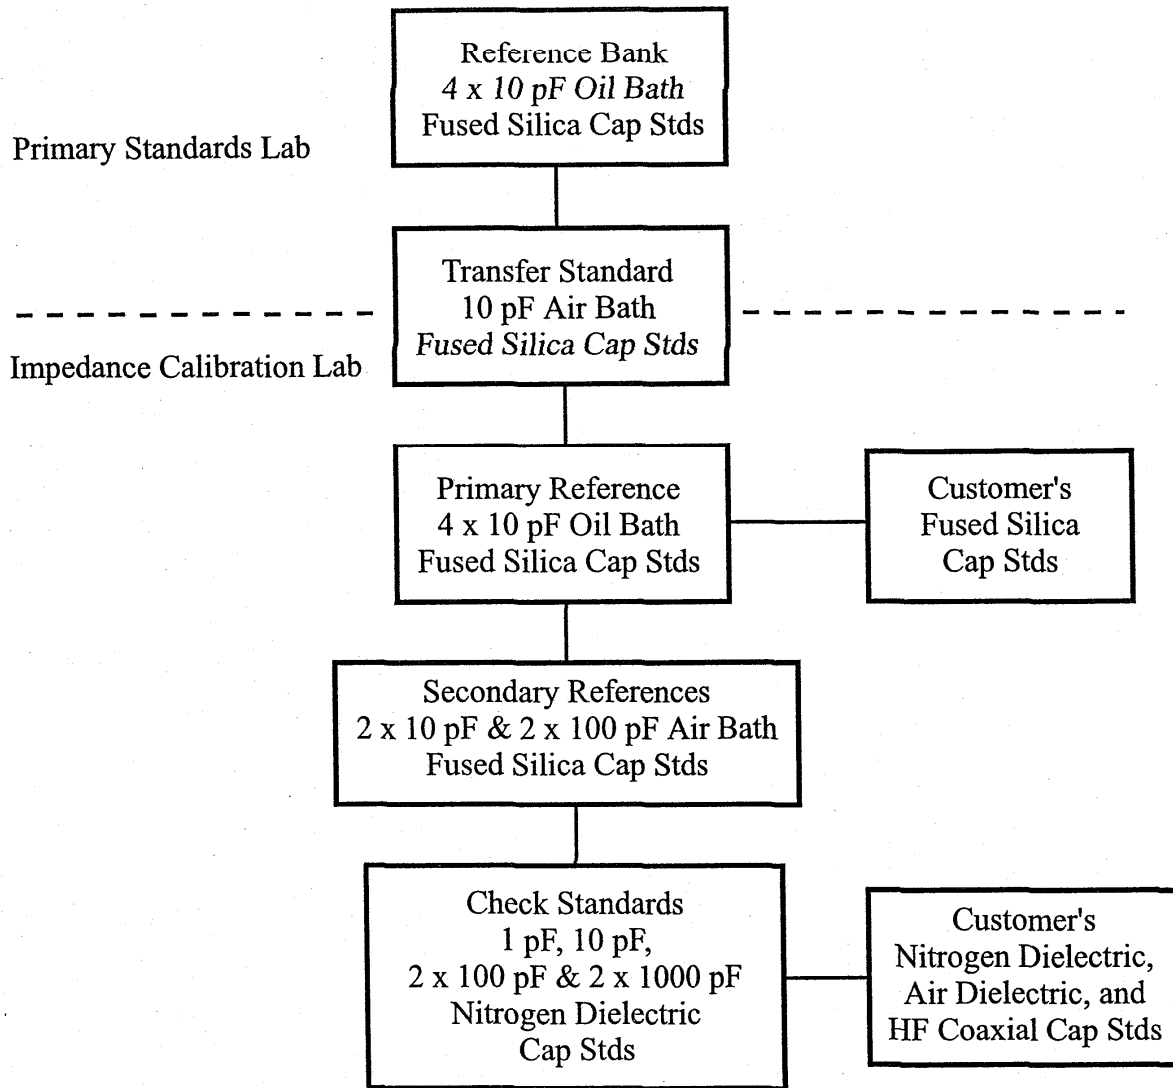 Reference Bank
4 x 10 pF Oil Bath
Fused Silica Cap Stds
Primary Standards Lab
Transfer Standard
10 pF Air Bath
Fused Silica Cap Stds
Impedance Calibration Lab
Primary Reference
4 x 10 pF Oil Bath
Fused Silica Cap Stds
Customer's
Fused Silica
Cap Stds
Secondary References
2 x 10 pF & 2 x 100 pF Air Bath
Fused Silica Cap Stds
Check Standards
1 pF, 10 pF,
2 x 100 pF & 2 x 1000 pF
Nitrogen Dielectric
Cap Stds
Customer's
Nitrogen Dielectric,
Air Dielectric, and
HF Coaxial Cap Stds